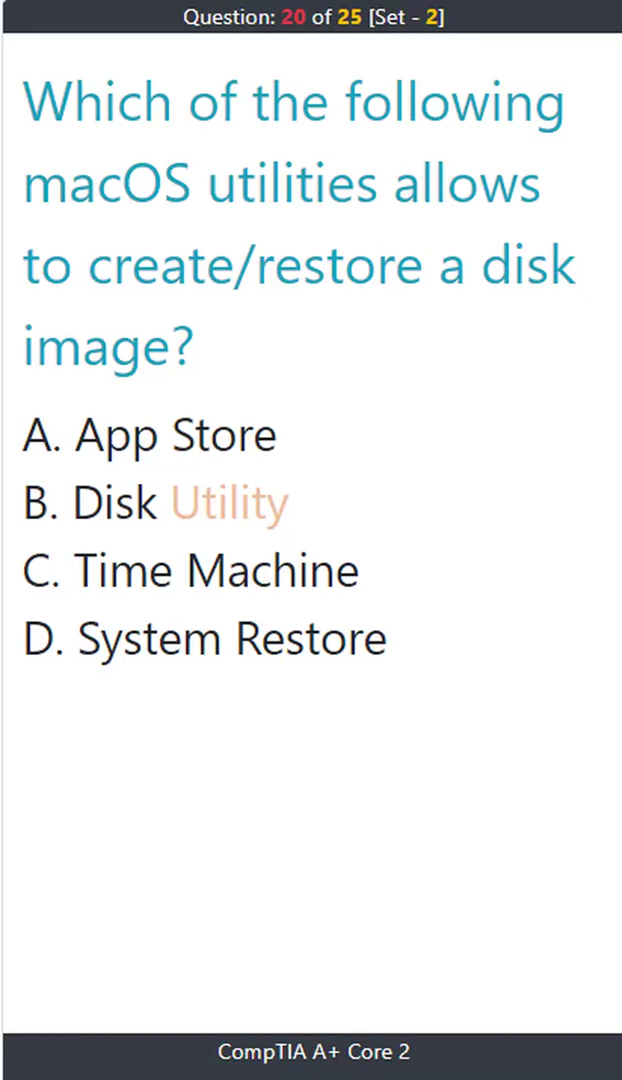 Question: 20 of 25 [Set - 2]
Which of the following
macOS utilities allows
to create/restore a disk
image?
A. App Store
B. Disk Utility
C. Time Machine
D. System Restore
CompTIA A+ Core 2